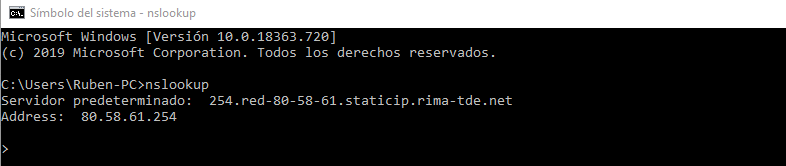 Símbolo del sistema - nslookup
Microsoft Windows [Versión 10.0.18363.720]
(c) 2019 Microsoft Corporation. Todos los derechos reservados.
C:\Users\Ruben-PC>nslookup
Servidor predeterminado:  254.red-80-58-61.staticip.rima-tde.net
Address:  80.58.61.254
>